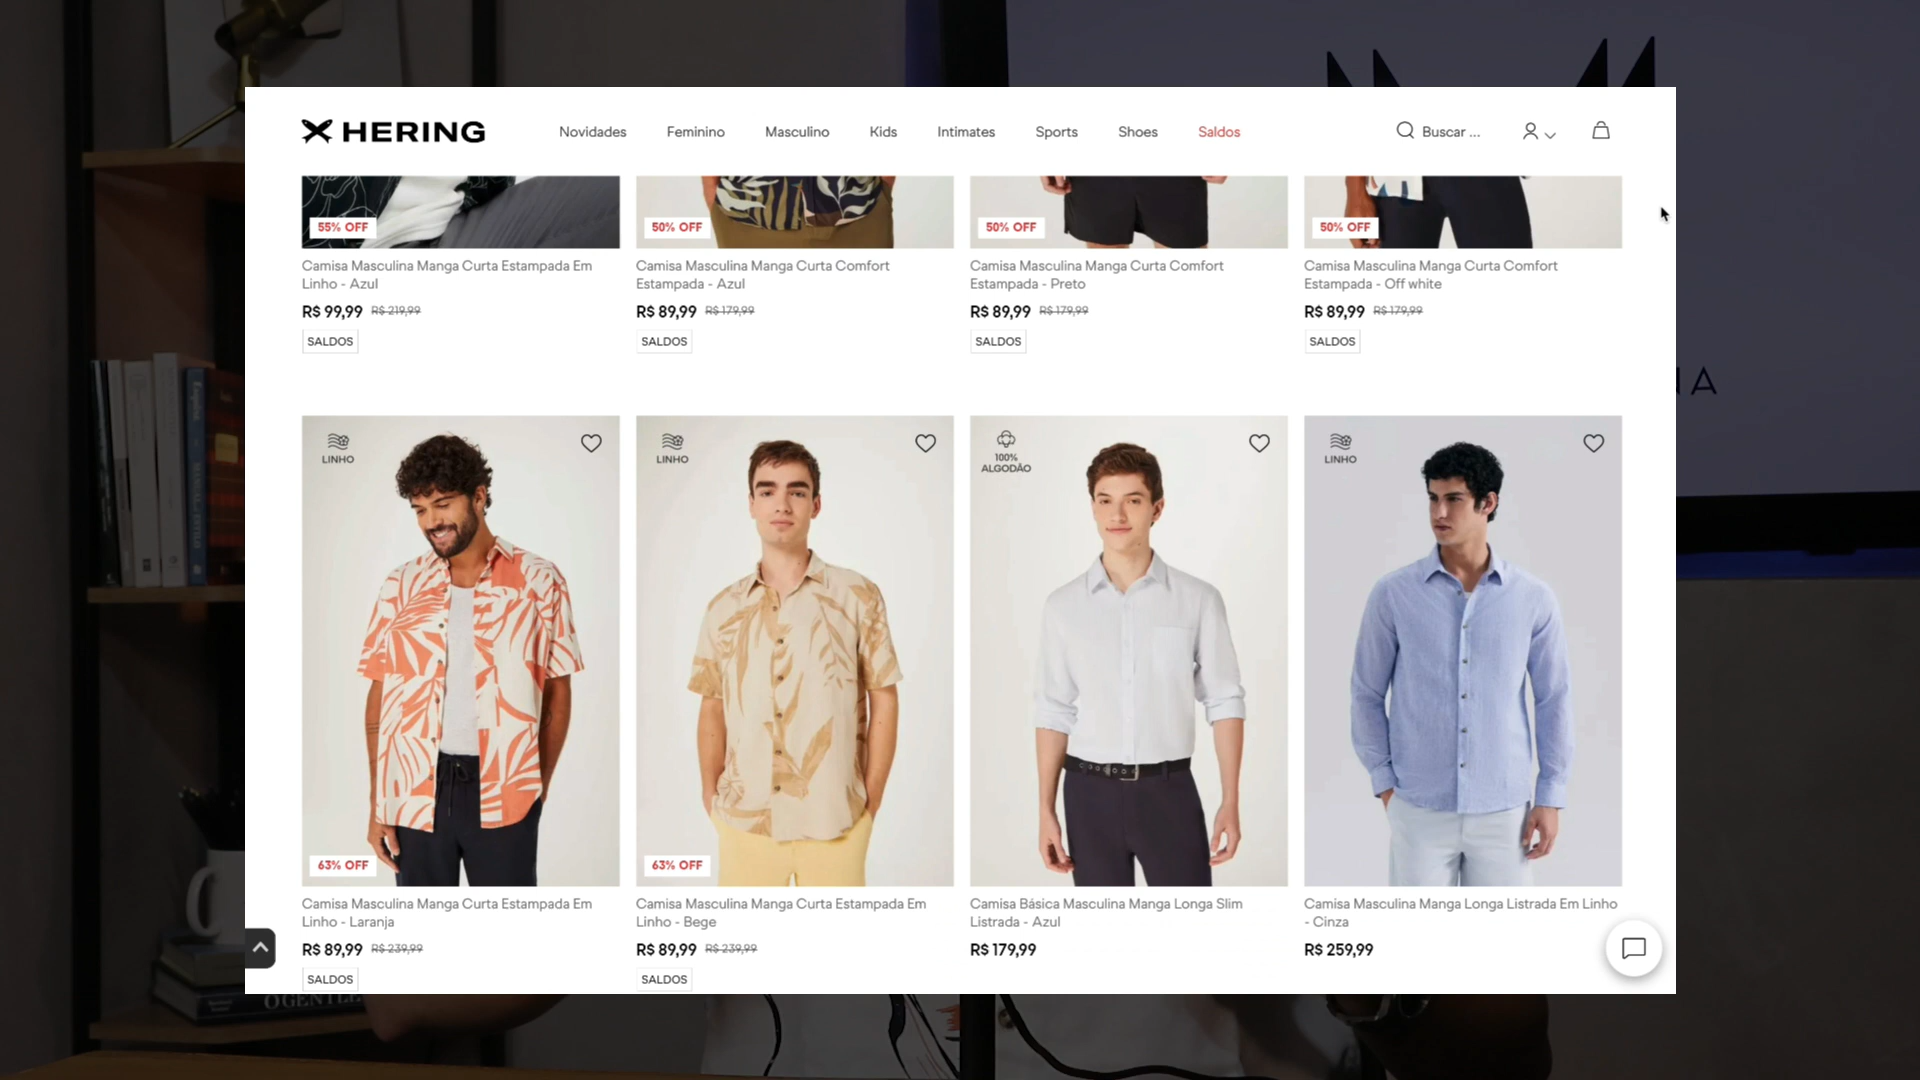 HERING
Novidades
Feminino
Masculino
Kids
Intimates
Sports
Shoes
Saldos
Buscar ...
55% OFF
50% OFF
50% OFF
50% OFF
Camisa Masculina Manga Curta Estampada Em
Linho - Azul
R$ 99,99 R$ 219,99
SALDOS
Camisa Masculina Manga Curta Comfort
Estampada - Azul
R$ 89,99 R$ 179,99
SALDOS
Camisa Masculina Manga Curta Comfort
Estampada - Preto
R$ 89,99 R$ 179,99
SALDOS
Camisa Masculina Manga Curta Comfort
Estampada - Off white
R$ 89,99 R$ 179,99
SALDOS
LINHO
LINHO
100%
ALGODÃO
LINHO
63% OFF
63% OFF
Camisa Masculina Manga Curta Estampada Em
Linho - Laranja
R$ 89,99 R$ 239,99
SALDOS
Camisa Masculina Manga Curta Estampada Em
Linho - Bege
R$ 89,99 R$ 239,99
SALDOS
Camisa Básica Masculina Manga Longa Slim
Listrada - Azul
R$ 179,99
Camisa Masculina Manga Longa Listrada Em Linho
- Cinza
R$ 259,99